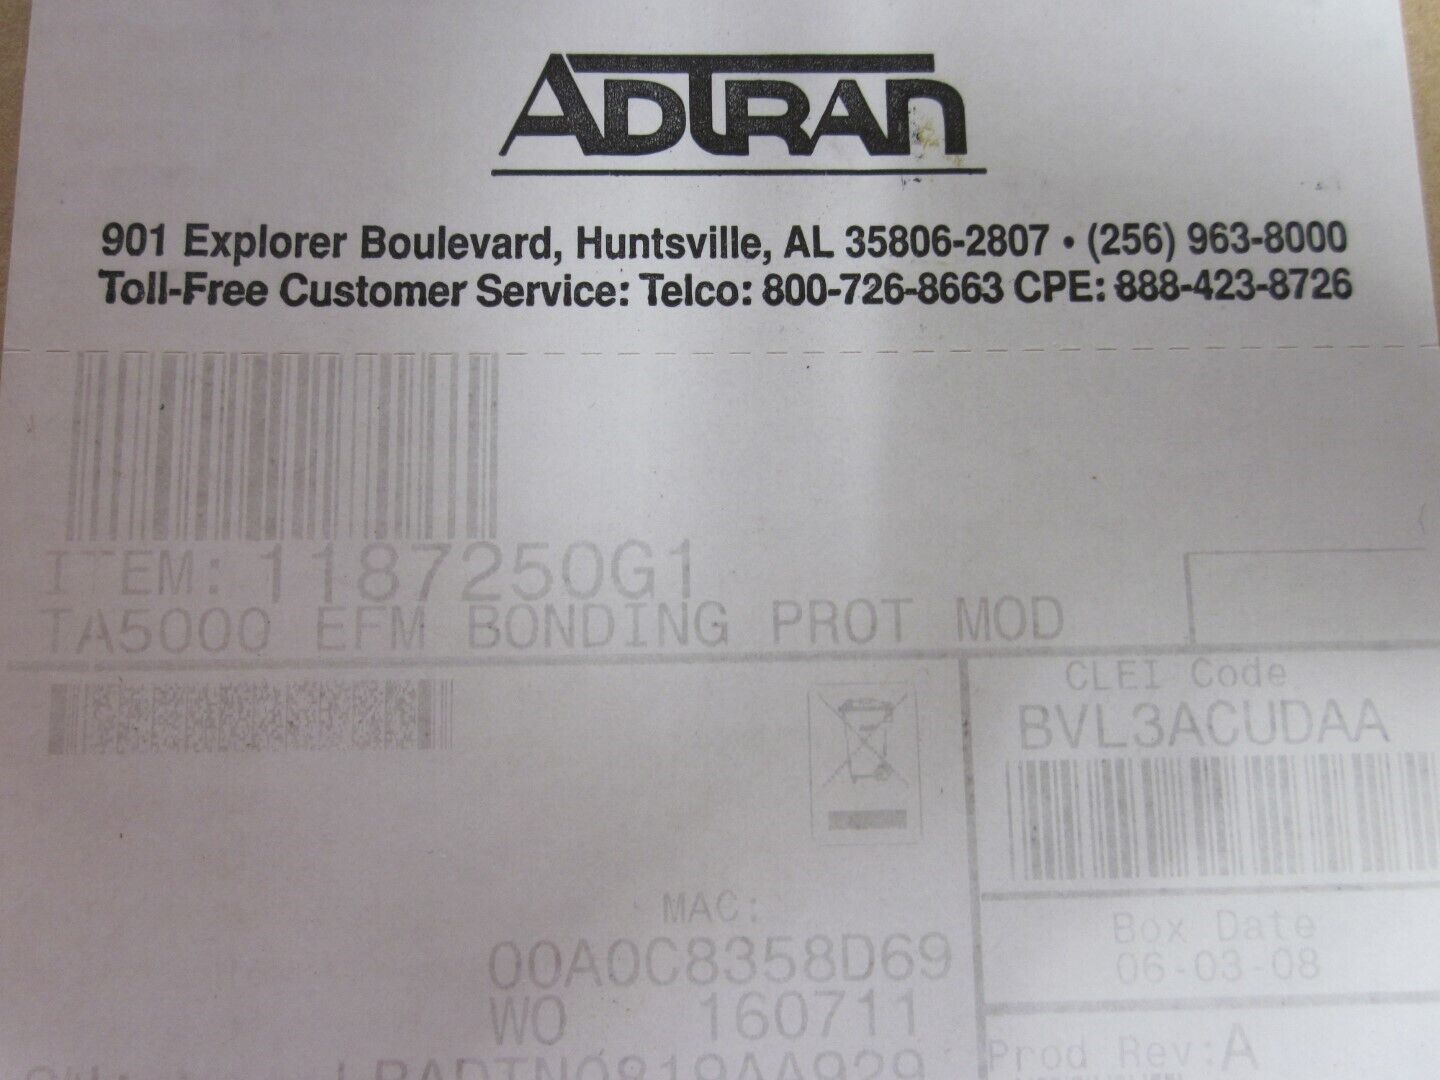 ADTRAN
901 Explorer Boulevard, Huntsville, AL 35806-2807 • (256) 963-8000
Toll-Free Customer Service: Telco: 800-726-8663 CPE: 888-423-8726
ITEM: 1187250G1
TA5000 EFM BONDING PROT MOD
CLEI Code
BVL3ACUDAA
MAC:
00A0C8358D69
Box Date
06-03-08
WO 160711
Prod Rev:A
LBADTN0819AA929